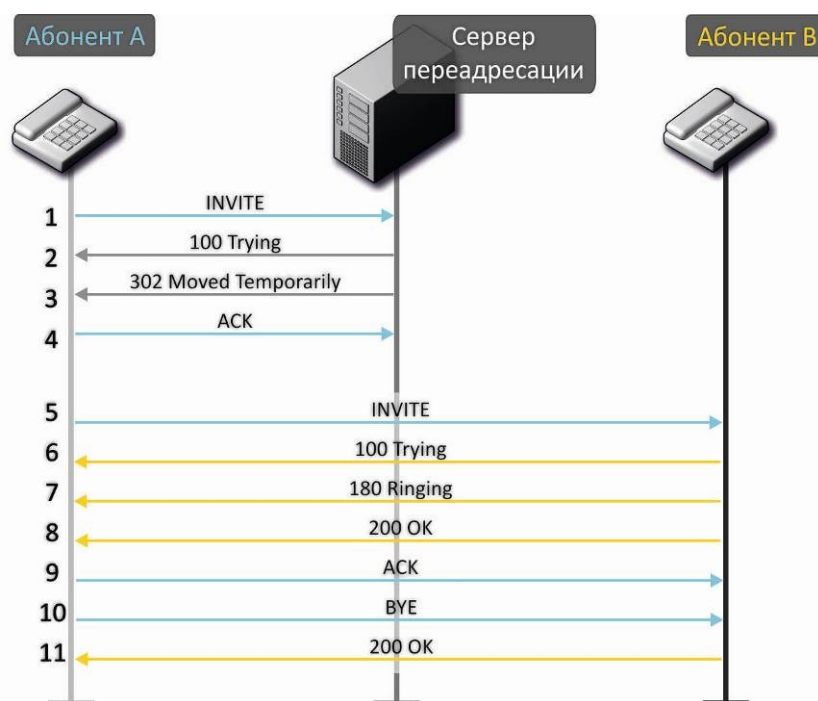 Абонент А
Сервер
переадресации
Абонент В
1
INVITE
2
100 Trying
3
302 Moved Temporarily
4
ACK
5
INVITE
6
100 Trying
7
180 Ringing
8
200 OK
9
ACK
10
BYE
11
200 OK